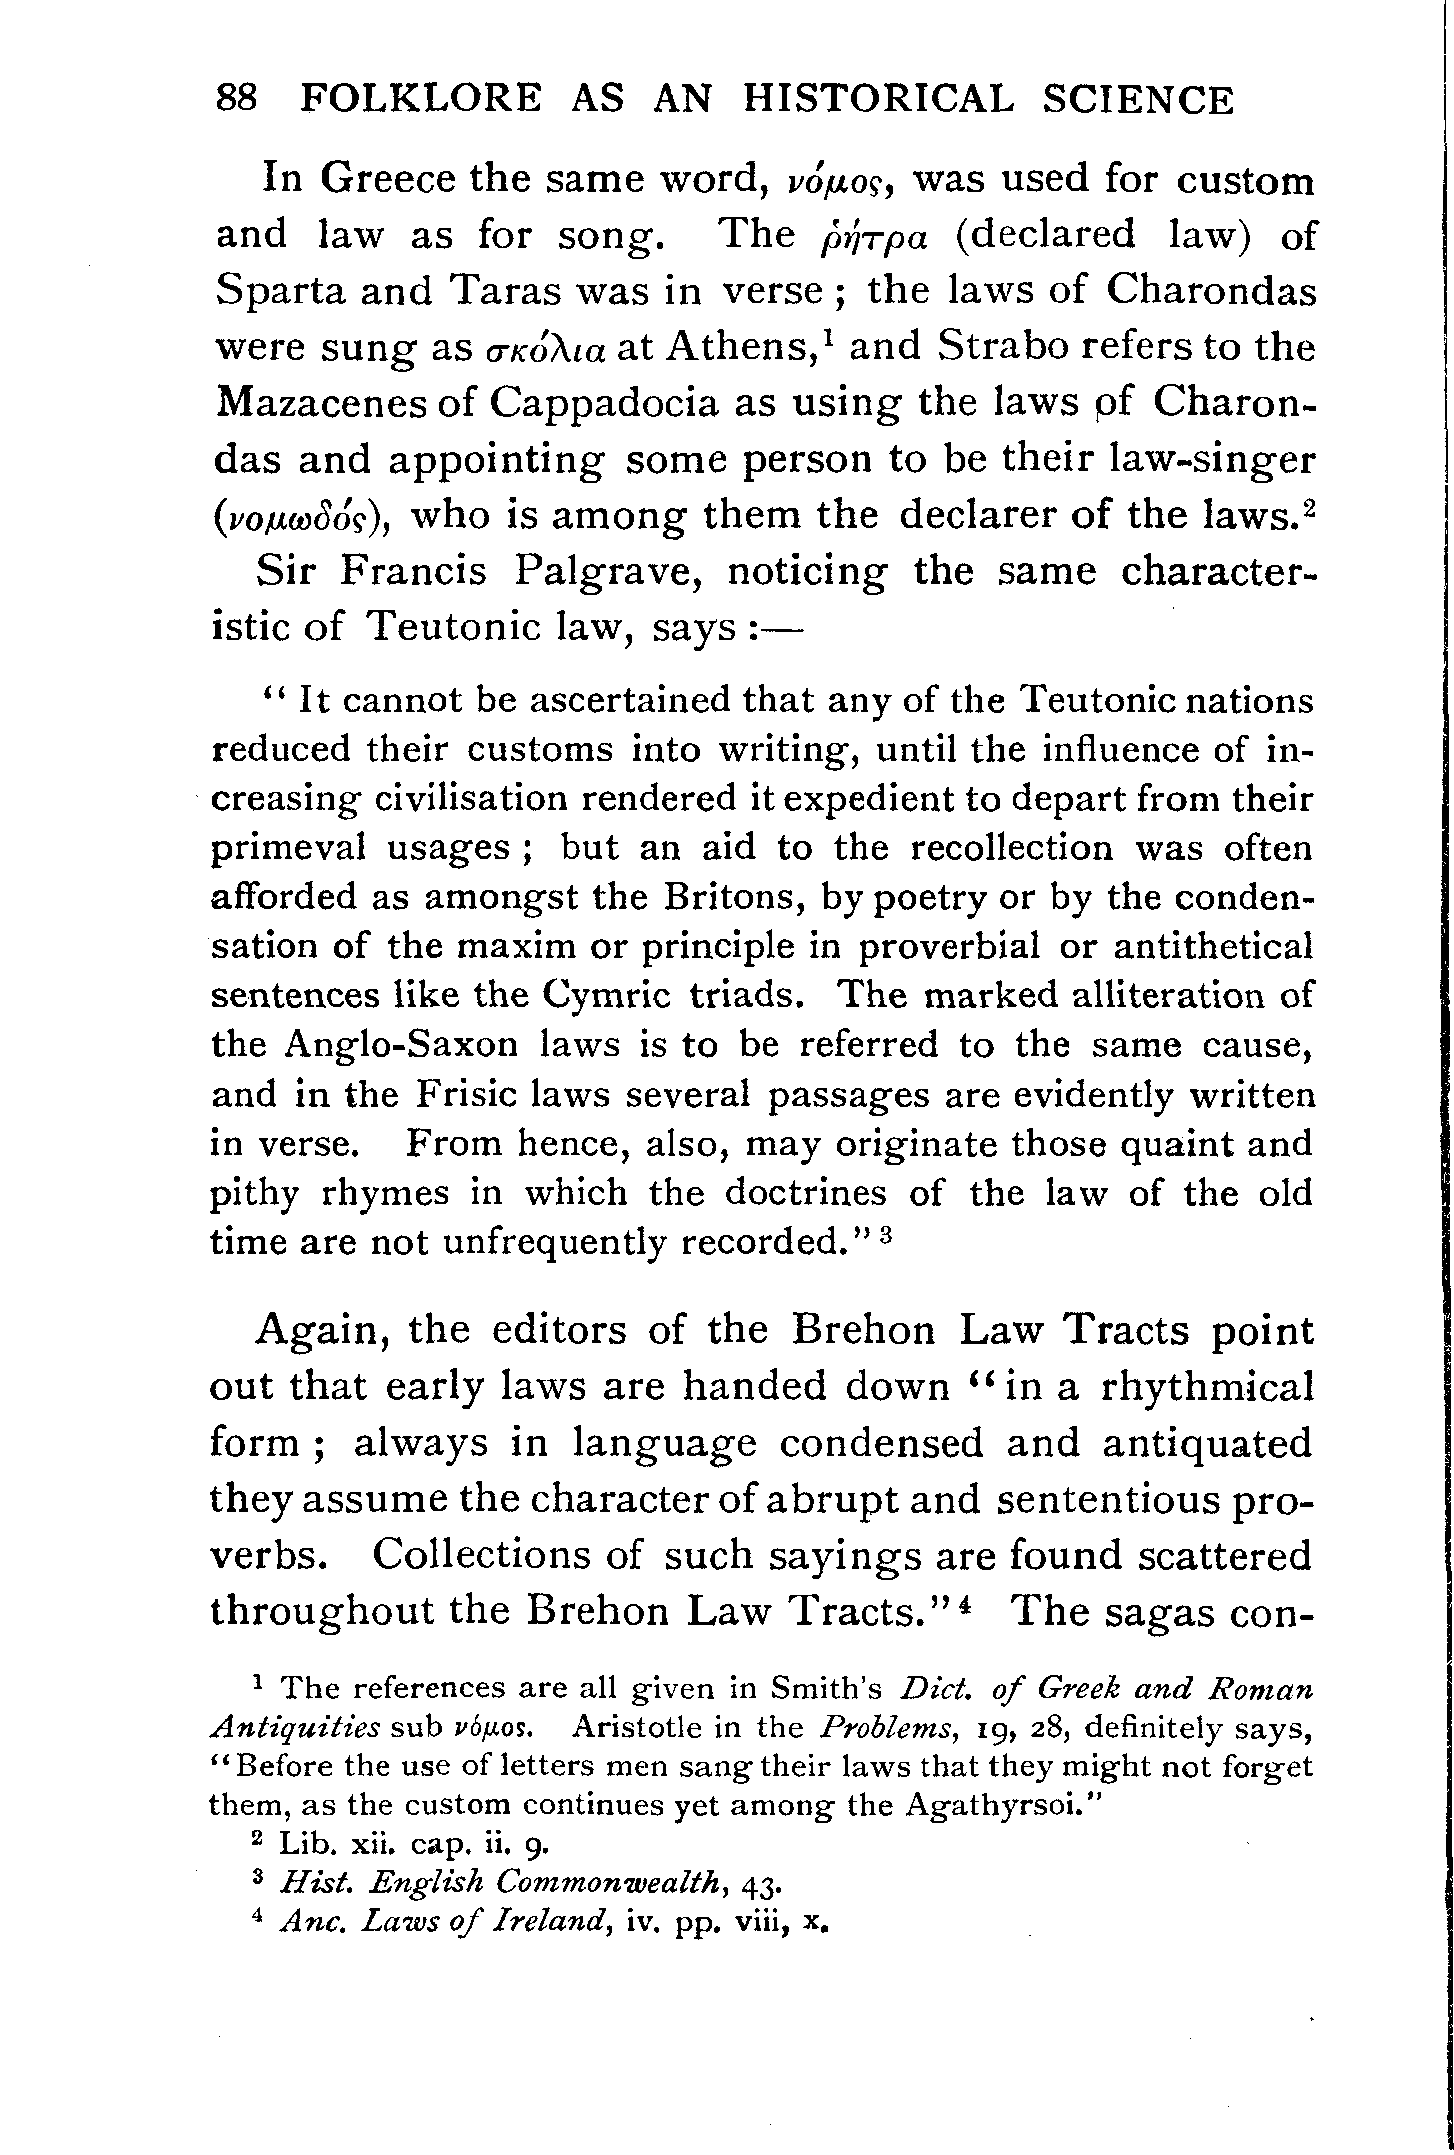 88 FOLKLORE AS AN HISTORICAL SCIENCE
In Greece the same word, νόμος, was used for custom
and law as for song. The ῥήτρα (declared law) of
Sparta and Taras was in verse ; the laws of Charondas
were sung as σκόλια at Athens,¹ and Strabo refers to the
Mazacenes of Cappadocia as using the laws of Charon-
das and appointing some person to be their law-singer
(νομωδός), who is among them the declarer of the laws.²
Sir Francis Palgrave, noticing the same character-
istic of Teutonic law, says :—
“ It cannot be ascertained that any of the Teutonic nations
reduced their customs into writing, until the influence of in-
creasing civilisation rendered it expedient to depart from their
primeval usages ; but an aid to the recollection was often
afforded as amongst the Britons, by poetry or by the conden-
sation of the maxim or principle in proverbial or antithetical
sentences like the Cymric triads. The marked alliteration of
the Anglo-Saxon laws is to be referred to the same cause,
and in the Frisic laws several passages are evidently written
in verse. From hence, also, may originate those quaint and
pithy rhymes in which the doctrines of the law of the old
time are not unfrequently recorded.” ³
Again, the editors of the Brehon Law Tracts point
out that early laws are handed down “ in a rhythmical
form ; always in language condensed and antiquated
they assume the character of abrupt and sententious pro-
verbs. Collections of such sayings are found scattered
throughout the Brehon Law Tracts.” ⁴ The sagas con-
¹ The references are all given in Smith’s Dict. of Greek and Roman
Antiquities sub νόμος. Aristotle in the Problems, 19, 28, definitely says,
“ Before the use of letters men sang their laws that they might not forget
them, as the custom continues yet among the Agathyrsoi.”
² Lib. xii. cap. ii. 9.
³ Hist. English Commonwealth, 43.
⁴ Anc. Laws of Ireland, iv. pp. viii, x.